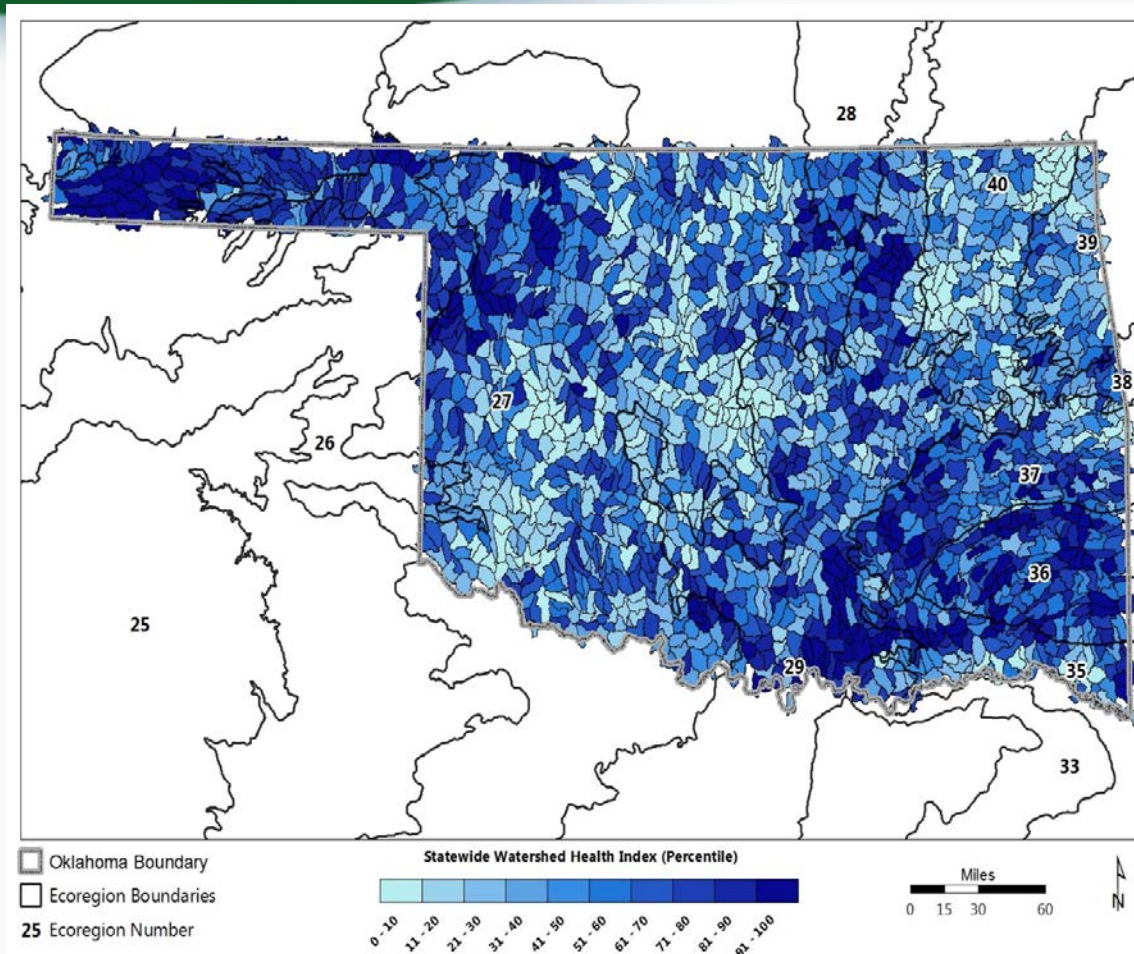 28
40
39
38
27
26
37
36
25
29
35
33
Oklahoma Boundary
Ecoregion Boundaries
25 Ecoregion Number
Statewide Watershed Health Index (Percentile)
0 - 10
11 - 20
21 - 30
31 - 40
41 - 50
51 - 60
61 - 70
71 - 80
81 - 90
91 - 100
Miles
0 15 30 60
N